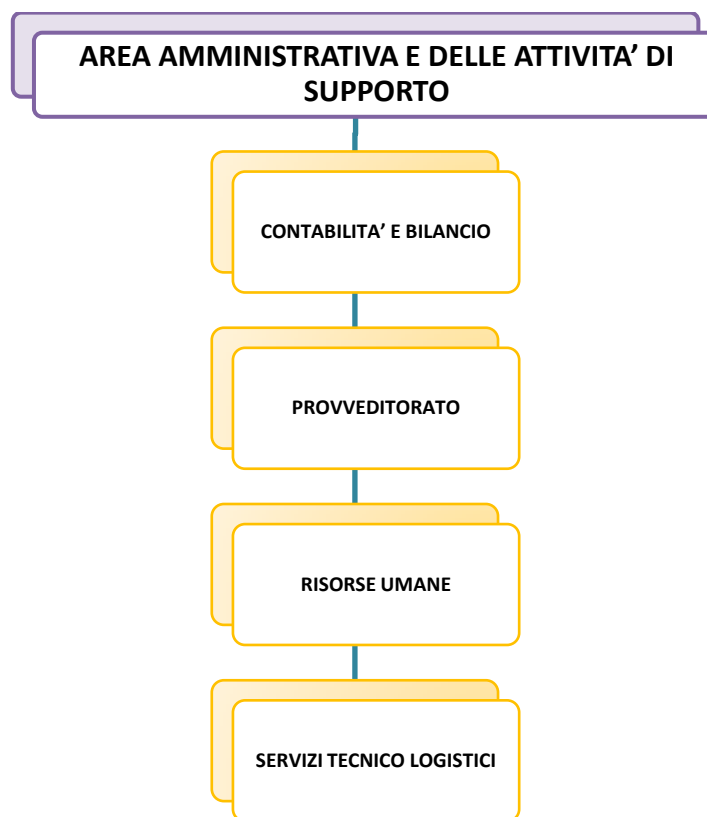 AREA AMMINISTRATIVA E DELLE ATTIVITA’ DI
SUPPORTO
CONTABILITA’ E BILANCIO
PROVVEDITORATO
RISORSE UMANE
SERVIZI TECNICO LOGISTICI